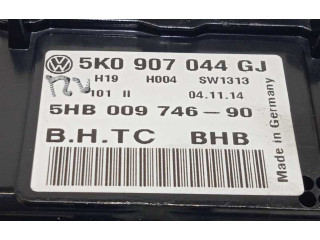 5K0 907 044 GJ
H19 H004 SW1313
101 II 04.11.14
5HB 009 746-90
B.H.TC BHB
Made in Germany